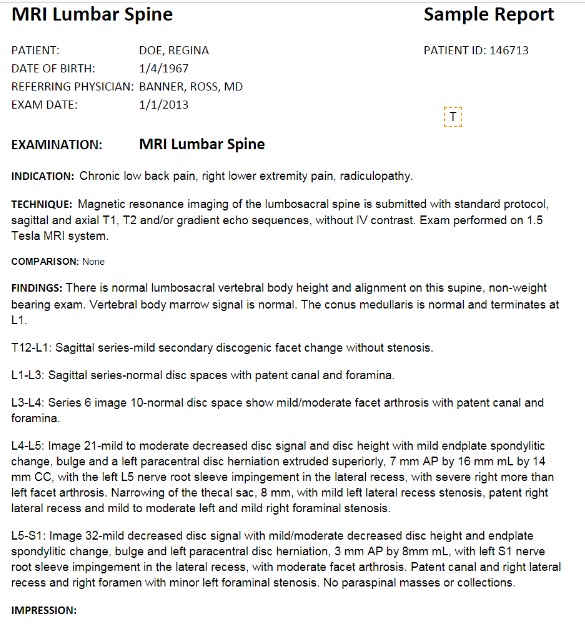 MRI Lumbar Spine Sample Report
PATIENT: DOE, REGINA PATIENT ID: 146713
DATE OF BIRTH: 1/4/1967
REFERRING PHYSICIAN: BANNER, ROSS, MD
EXAM DATE: 1/1/2013
T
EXAMINATION: MRI Lumbar Spine
INDICATION: Chronic low back pain, right lower extremity pain, radiculopathy.
TECHNIQUE: Magnetic resonance imaging of the lumbosacral spine is submitted with standard protocol,
sagittal and axial T1, T2 and/or gradient echo sequences, without IV contrast. Exam performed on 1.5
Tesla MRI system.
COMPARISON: None
FINDINGS: There is normal lumbosacral vertebral body height and alignment on this supine, non-weight
bearing exam. Vertebral body marrow signal is normal. The conus medullaris is normal and terminates at
L1.
T12-L1: Sagittal series-mild secondary discogenic facet change without stenosis.
L1-L3: Sagittal series-normal disc spaces with patent canal and foramina.
L3-L4: Series 6 image 10-normal disc space show mild/moderate facet arthrosis with patent canal and
foramina.
L4-L5: Image 21-mild to moderate decreased disc signal and disc height with mild endplate spondylitic
change, bulge and a left paracentral disc herniation extruded superiorly, 7 mm AP by 16 mm mL by 14
mm CC, with the left L5 nerve root sleeve impingement in the lateral recess, with severe right more than
left facet arthrosis. Narrowing of the thecal sac, 8 mm, with mild left lateral recess stenosis, patent right
lateral recess and mild to moderate left and mild right foraminal stenosis.
L5-S1: Image 32-mild decreased disc signal with mild/moderate decreased disc height and endplate
spondylitic change, bulge and left paracentral disc herniation, 3 mm AP by 8mm mL, with left S1 nerve
root sleeve impingement in the lateral recess, with moderate facet arthrosis. Patent canal and right lateral
recess and right foramen with minor left foraminal stenosis. No paraspinal masses or collections.
IMPRESSION: